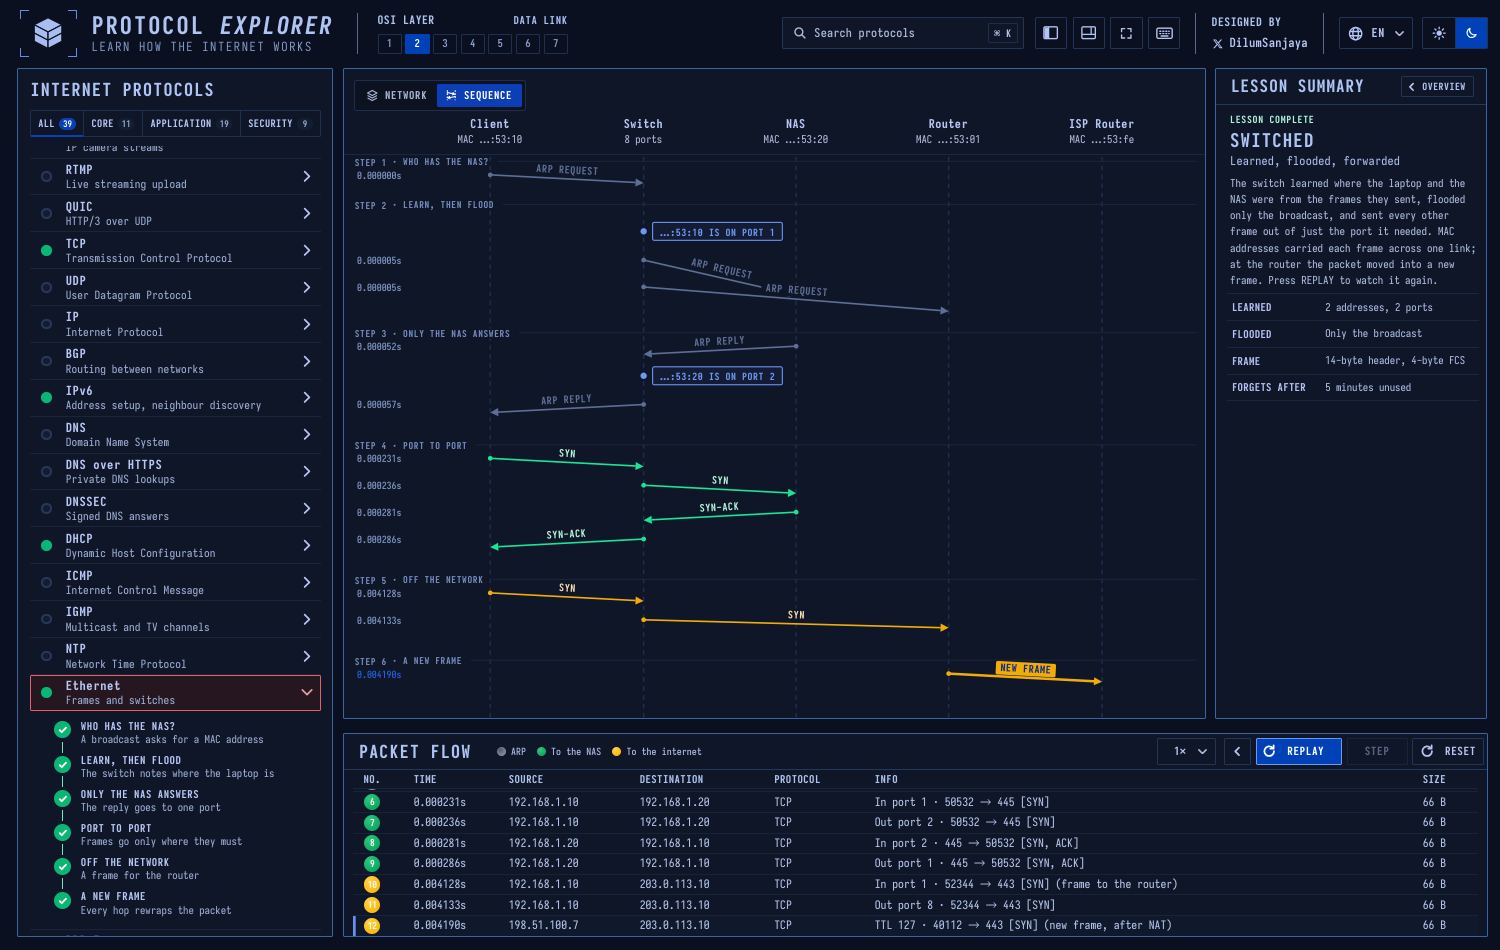 PROTOCOL EXPLORER
LEARN HOW THE INTERNET WORKS
OSI LAYER
DATA LINK
1 2 3 4 5 6 7
Search protocols
⌘ K
DESIGNED BY
DilumSanjaya
EN
INTERNET PROTOCOLS
ALL 39 CORE 11 APPLICATION 19 SECURITY 9
IP camera streams
RTMP
Live streaming upload
QUIC
HTTP/3 over UDP
TCP
Transmission Control Protocol
UDP
User Datagram Protocol
IP
Internet Protocol
BGP
Routing between networks
IPv6
Address setup, neighbour discovery
DNS
Domain Name System
DNS over HTTPS
Private DNS lookups
DNSSEC
Signed DNS answers
DHCP
Dynamic Host Configuration
ICMP
Internet Control Message
IGMP
Multicast and TV channels
NTP
Network Time Protocol
Ethernet
Frames and switches
WHO HAS THE NAS?
A broadcast asks for a MAC address
LEARN, THEN FLOOD
The switch notes where the laptop is
ONLY THE NAS ANSWERS
The reply goes to one port
PORT TO PORT
Frames go only where they must
OFF THE NETWORK
A frame for the router
A NEW FRAME
Every hop rewraps the packet
NETWORK SEQUENCE
Client Switch NAS Router ISP Router
MAC ...:53:10 8 ports MAC ...:53:20 MAC ...:53:01 MAC ...:53:fe
STEP 1 · WHO HAS THE NAS?
0.000000s
ARP REQUEST
STEP 2 · LEARN, THEN FLOOD
...:53:10 IS ON PORT 1
0.000005s
ARP REQUEST
0.000005s
ARP REQUEST
STEP 3 · ONLY THE NAS ANSWERS
0.000052s
ARP REPLY
...:53:20 IS ON PORT 2
0.000057s
ARP REPLY
STEP 4 · PORT TO PORT
0.000231s
SYN
0.000236s
SYN
0.000281s
SYN-ACK
0.000286s
SYN-ACK
STEP 5 · OFF THE NETWORK
0.004128s
SYN
0.004133s
SYN
STEP 6 · A NEW FRAME
0.004190s
NEW FRAME
LESSON SUMMARY
OVERVIEW
LESSON COMPLETE
SWITCHED
Learned, flooded, forwarded
The switch learned where the laptop and the
NAS were from the frames they sent, flooded
only the broadcast, and sent every other
frame out of just the port it needed. MAC
addresses carried each frame across one link;
at the router the packet moved into a new
frame. Press REPLAY to watch it again.
LEARNED 2 addresses, 2 ports
FLOODED Only the broadcast
FRAME 14-byte header, 4-byte FCS
FORGETS AFTER 5 minutes unused
PACKET FLOW
ARP To the NAS To the internet
1× REPLAY STEP RESET
NO. TIME SOURCE DESTINATION PROTOCOL INFO SIZE
6 0.000231s 192.168.1.10 192.168.1.20 TCP In port 1 · 50532 → 445 [SYN] 66 B
7 0.000236s 192.168.1.10 192.168.1.20 TCP Out port 2 · 50532 → 445 [SYN] 66 B
8 0.000281s 192.168.1.20 192.168.1.10 TCP In port 2 · 445 → 50532 [SYN, ACK] 66 B
9 0.000286s 192.168.1.20 192.168.1.10 TCP Out port 1 · 445 → 50532 [SYN, ACK] 66 B
10 0.004128s 192.168.1.10 203.0.113.10 TCP In port 1 · 52344 → 443 [SYN] (frame to the router) 66 B
11 0.004133s 192.168.1.10 203.0.113.10 TCP Out port 8 · 52344 → 443 [SYN] 66 B
12 0.004190s 198.51.100.7 203.0.113.10 TCP TTL 127 · 40112 → 443 [SYN] (new frame, after NAT) 66 B